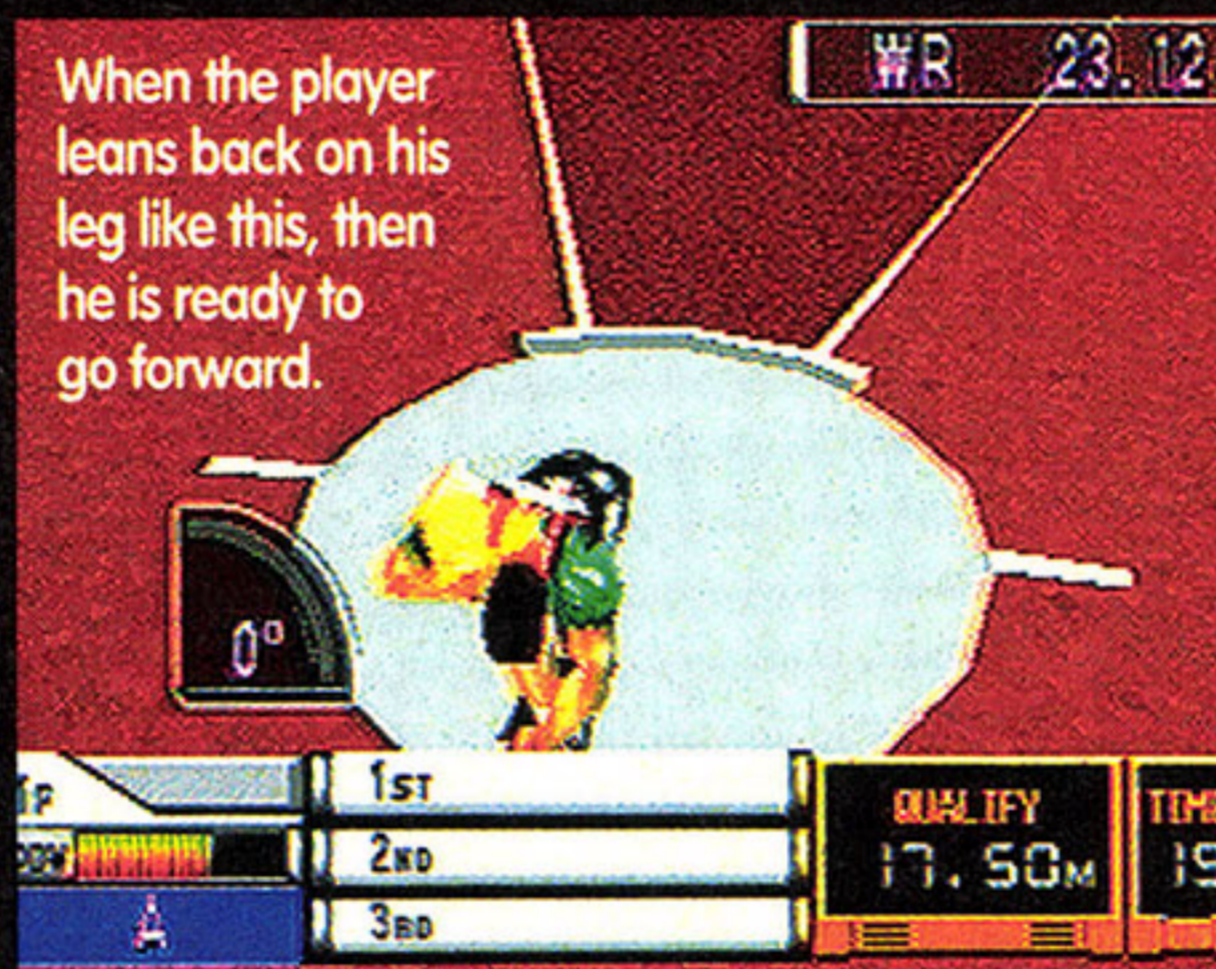 When the player
leans back on his
leg like this, then
he is ready to
go forward.
WR 23.12
0°
1P
1ST
2ND
3RD
QUALIFY
17.50M